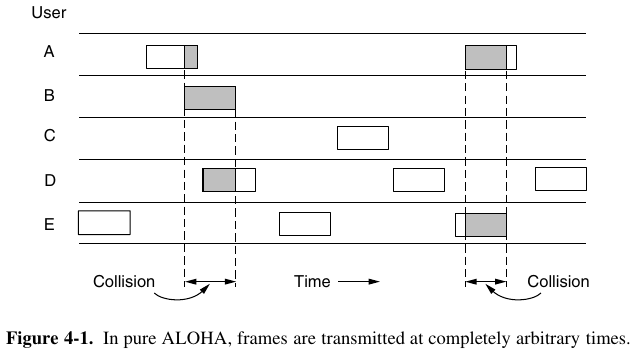 User
A
B
C
D
E
Collision
Time
Collision
Figure 4-1. In pure ALOHA, frames are transmitted at completely arbitrary times.